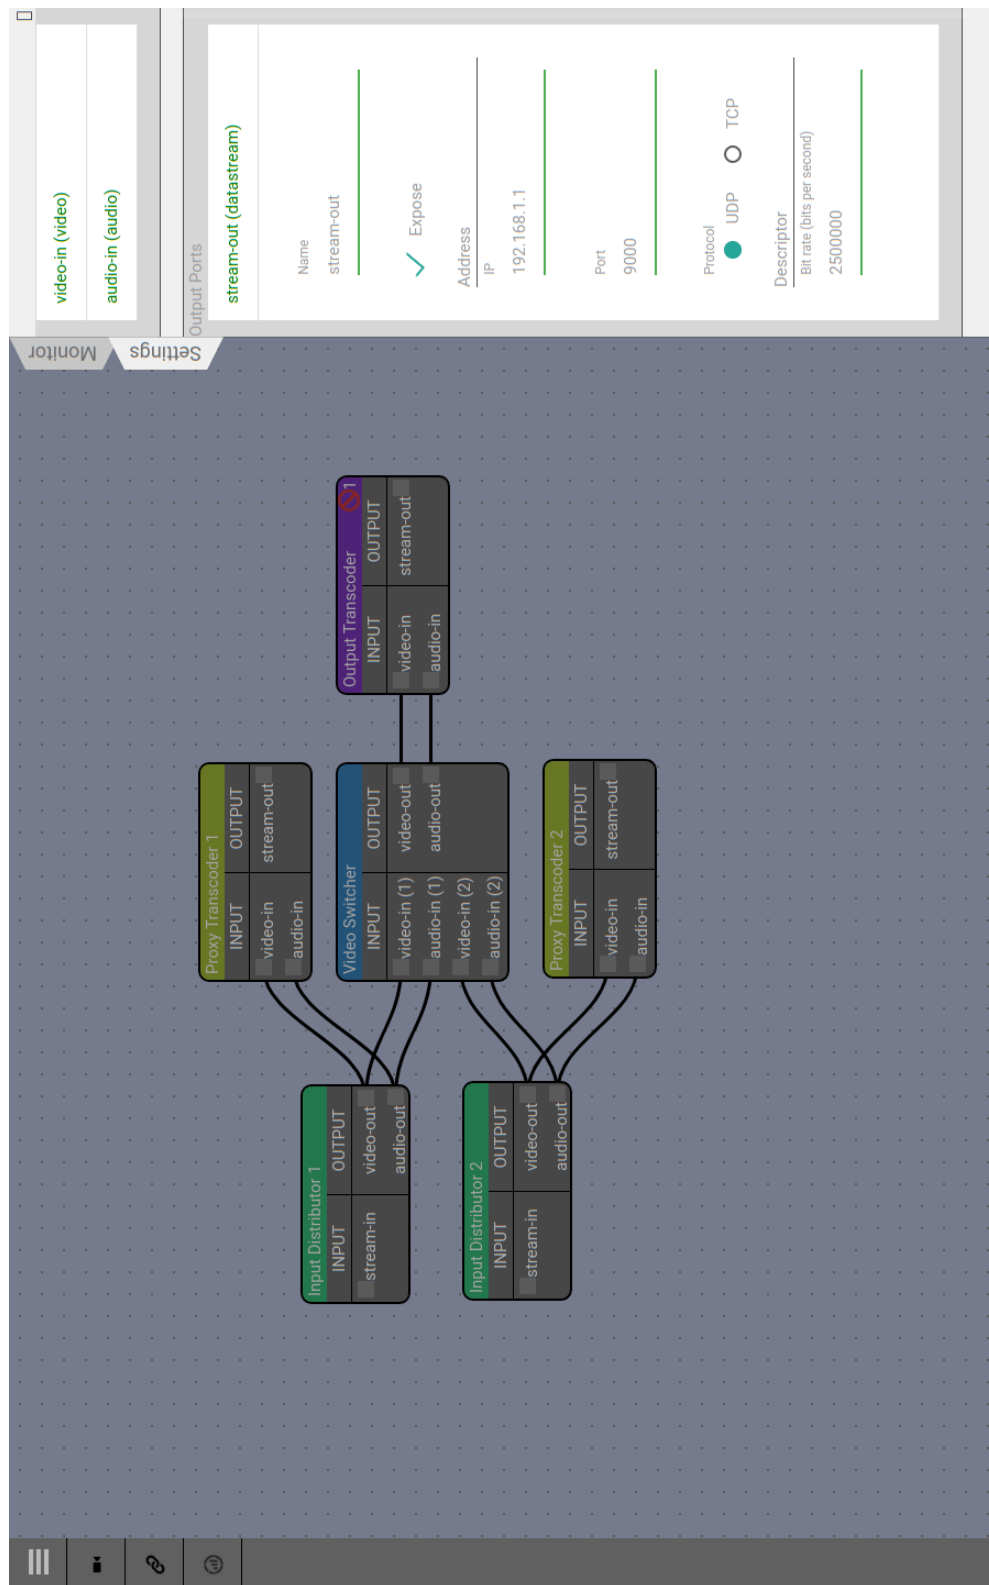 Input Distributor 1
INPUT OUTPUT
stream-in video-out
audio-out
Input Distributor 2
INPUT OUTPUT
stream-in video-out
audio-out
Proxy Transcoder 1
INPUT OUTPUT
video-in stream-out
audio-in
Video Switcher
INPUT OUTPUT
video-in (1) video-out
audio-in (1) audio-out
video-in (2)
audio-in (2)
Proxy Transcoder 2
INPUT OUTPUT
video-in stream-out
audio-in
Output Transcoder 1
INPUT OUTPUT
video-in stream-out
audio-in
Monitor
Settings
video-in (video)
audio-in (audio)
Output Ports
stream-out (datastream)
Name
stream-out
Expose
Address
IP
192.168.1.1
Port
9000
Protocol
UDP TCP
Descriptor
Bit rate (bits per second)
2500000